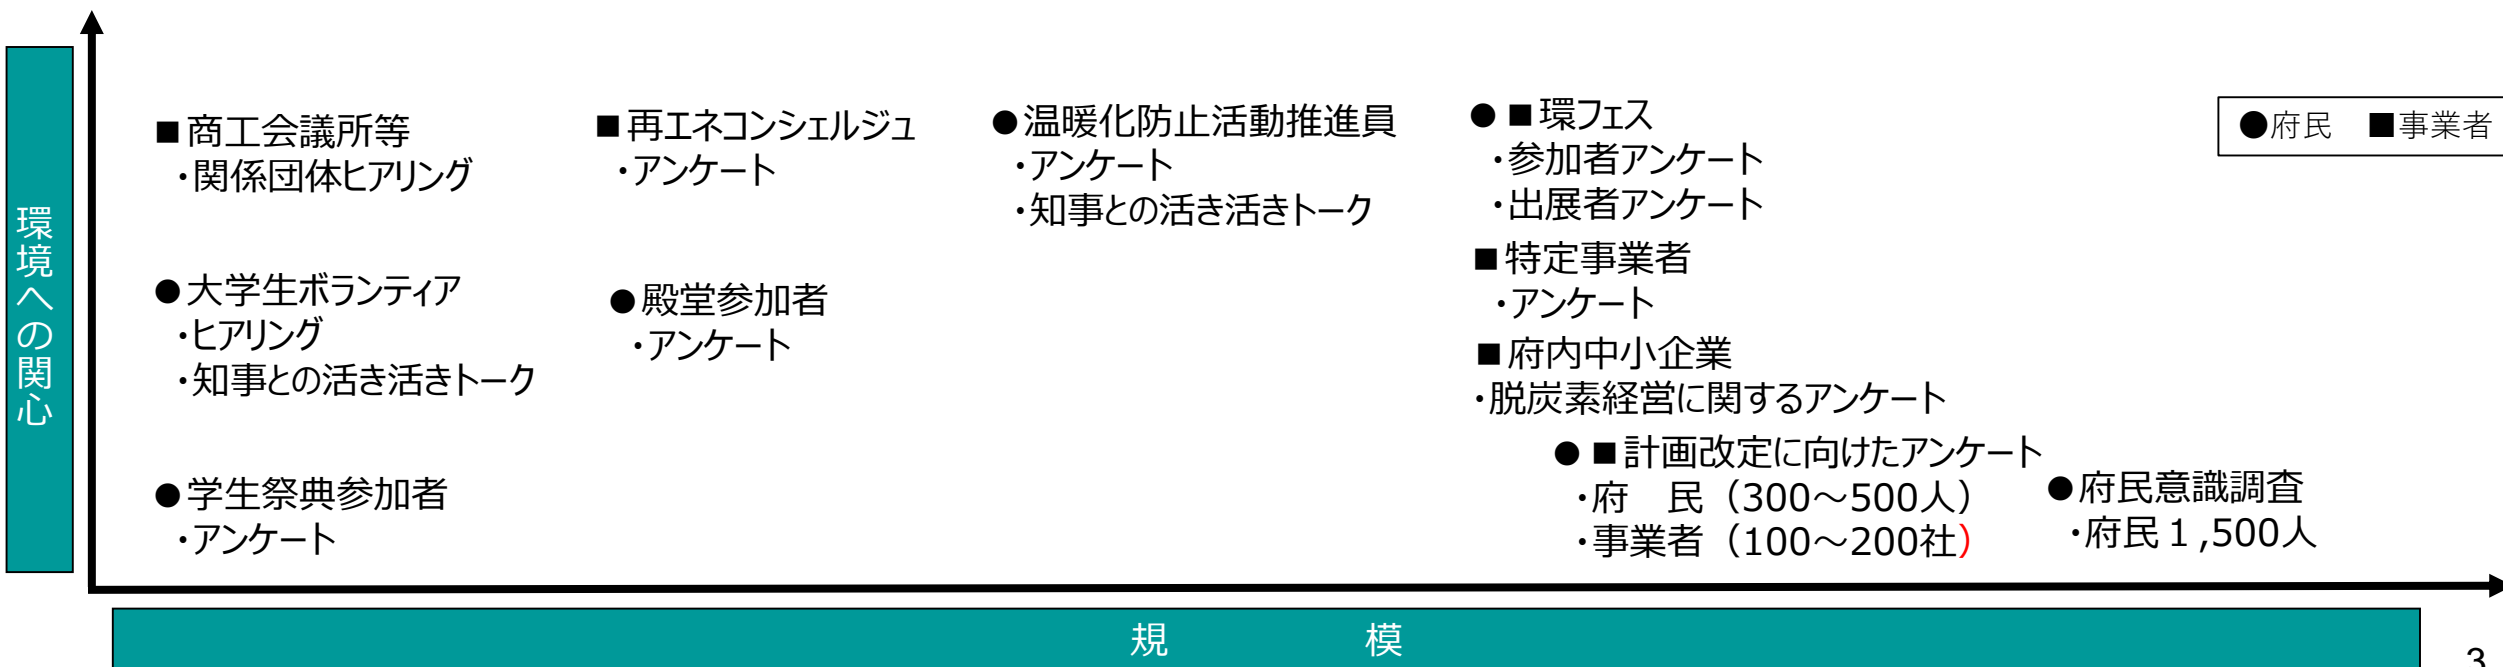 環境への関心
■商工会議所等
・関係団体ヒアリング
●大学生ボランティア
・ヒアリング
・知事との活き活きトーク
●学生祭典参加者
・アンケート
■再エネコンシェルジュ
・アンケート
●殿堂参加者
・アンケート
●温暖化防止活動推進員
・アンケート
・知事との活き活きトーク
●■環フェス
・参加者アンケート
・出展者アンケート
■特定事業者
・アンケート
■府内中小企業
・脱炭素経営に関するアンケート
●■計画改定に向けたアンケート
・府　民（300～500人）
・事業者（100～200社）
●府民意識調査
・府民１,500人
●府民　■事業者
規　模
3